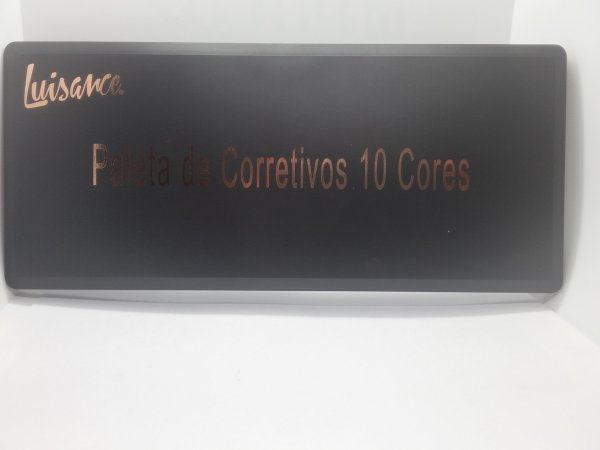 Luisance
Paleta de Corretivos 10 Cores